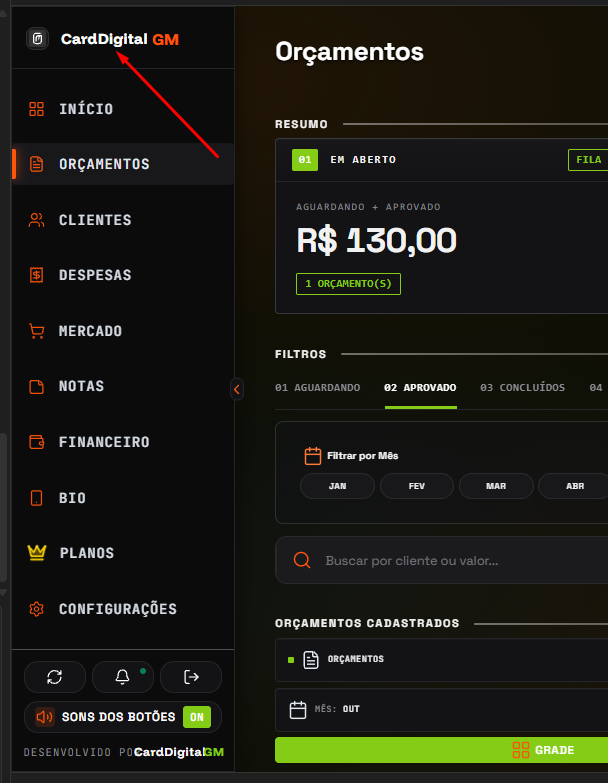 CardDigital GM
INÍCIO
ORÇAMENTOS
CLIENTES
DESPESAS
MERCADO
NOTAS
FINANCEIRO
BIO
PLANOS
CONFIGURAÇÕES
SONS DOS BOTÕES ON
DESENVOLVIDO PO CardDigitalGM
Orçamentos
RESUMO
01 EM ABERTO FILA
AGUARDANDO + APROVADO
R$ 130,00
1 ORÇAMENTO(S)
FILTROS
01 AGUARDANDO 02 APROVADO 03 CONCLUÍDOS 04
Filtrar por Mês
JAN FEV MAR ABR
Buscar por cliente ou valor...
ORÇAMENTOS CADASTRADOS
ORÇAMENTOS
MÊS: OUT
GRADE